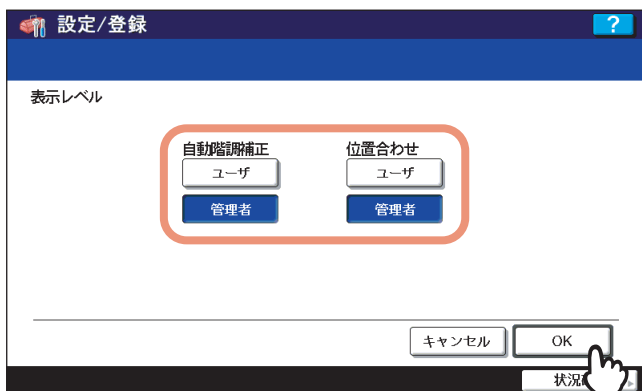 設定/登録 ?
表示レベル
自動階調補正 位置合わせ
ユーザ ユーザ
管理者 管理者
キャンセル OK
状況